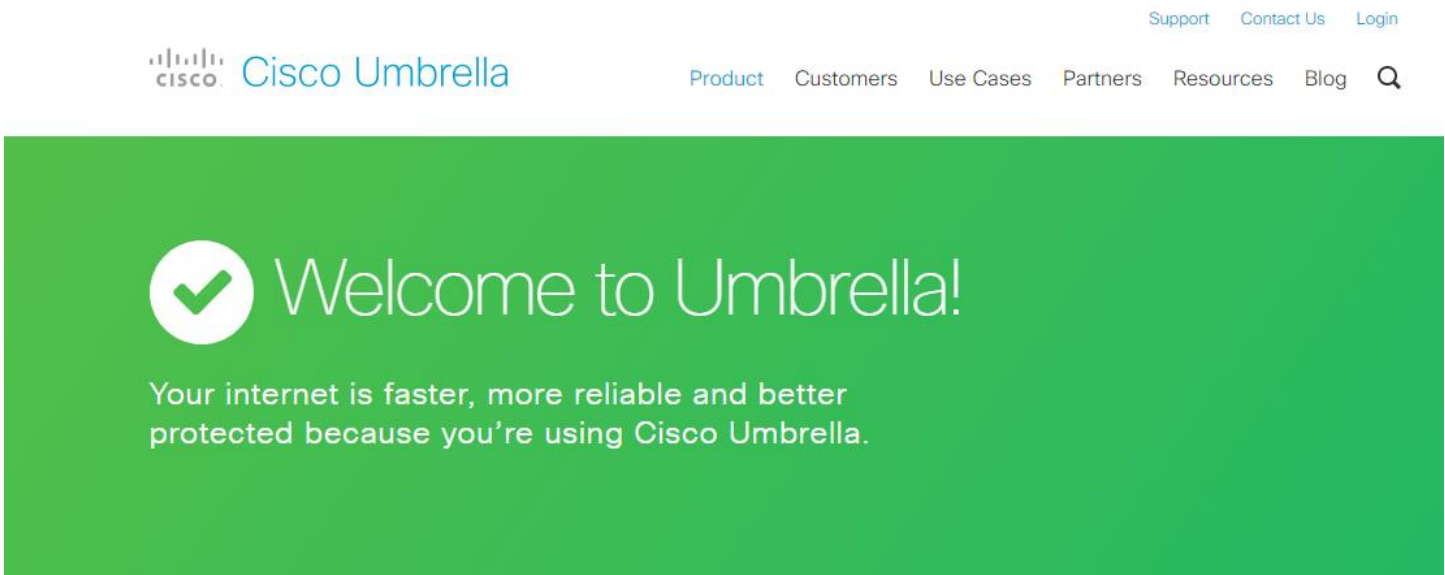 Support Contact Us Login
CISCO Cisco Umbrella
Product Customers Use Cases Partners Resources Blog
Welcome to Umbrella!
Your internet is faster, more reliable and better
protected because you’re using Cisco Umbrella.